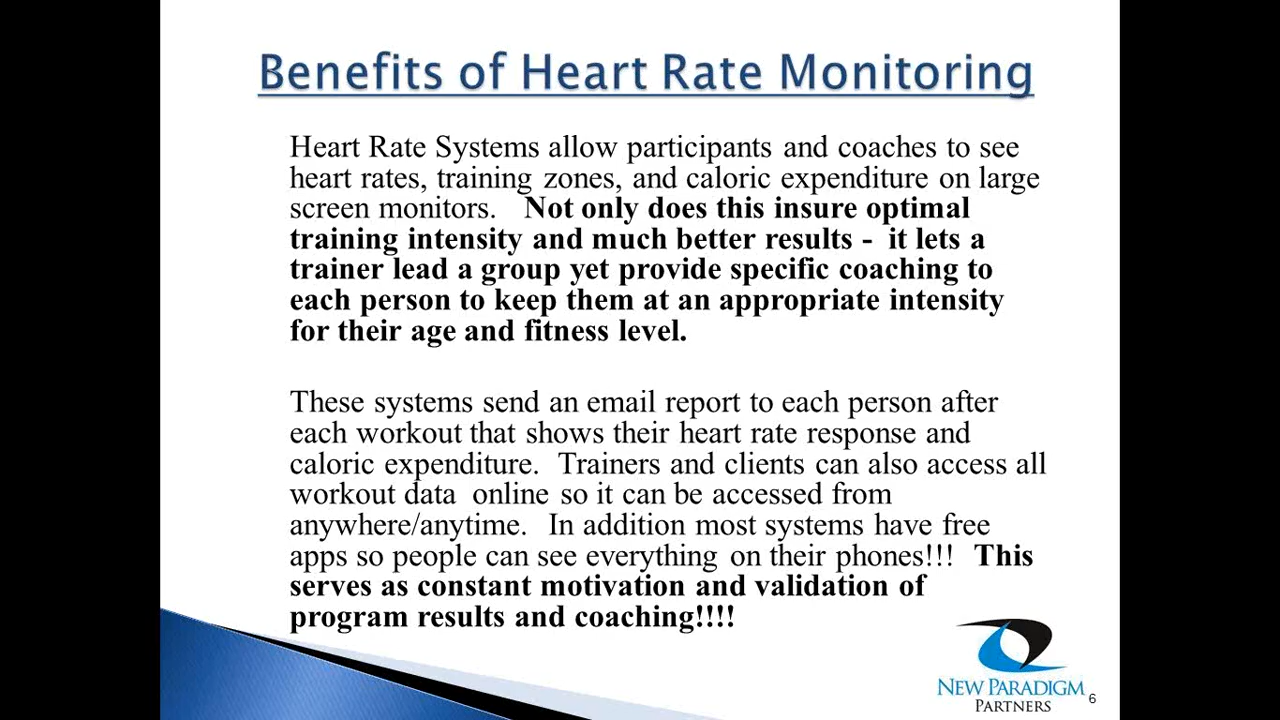 Benefits of Heart Rate Monitoring
Heart Rate Systems allow participants and coaches to see
heart rates, training zones, and caloric expenditure on large
screen monitors. Not only does this insure optimal
training intensity and much better results - it lets a
trainer lead a group yet provide specific coaching to
each person to keep them at an appropriate intensity
for their age and fitness level.
These systems send an email report to each person after
each workout that shows their heart rate response and
caloric expenditure. Trainers and clients can also access all
workout data online so it can be accessed from
anywhere/anytime. In addition most systems have free
apps so people can see everything on their phones!!! This
serves as constant motivation and validation of
program results and coaching!!!!
NEW PARADIGM
PARTNERS
6